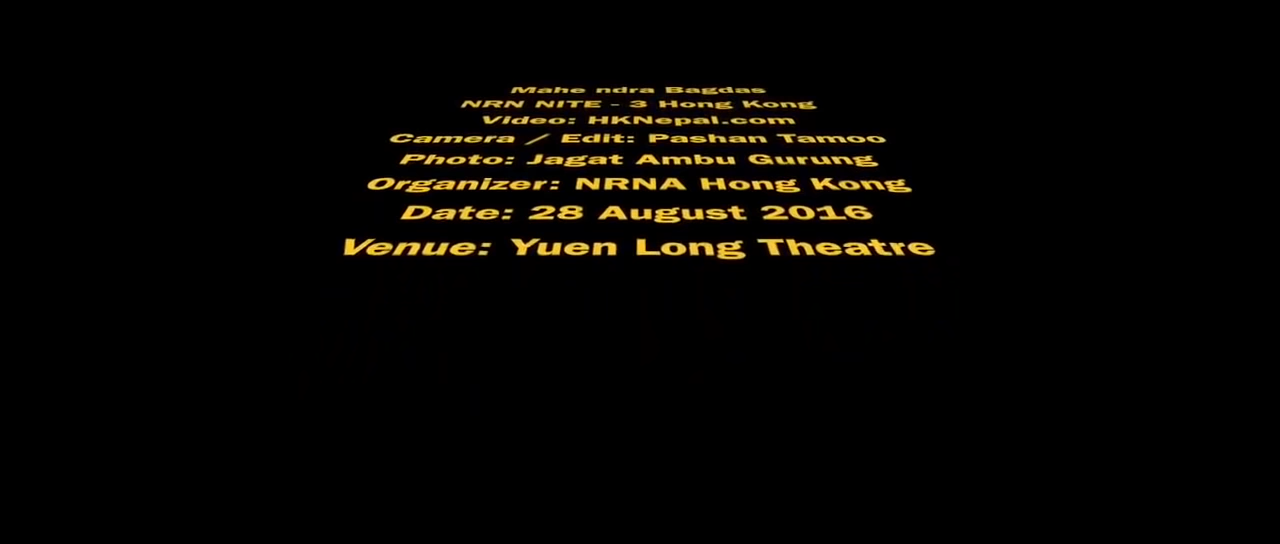 Mahe ndra Bagdas
NRN NITE - 3 Hong Kong
Video: HKNepal.com
Camera / Edit: Pashan Tamoo
Photo: Jagat Ambu Gurung
Organizer: NRNA Hong Kong
Date: 28 August 2016
Venue: Yuen Long Theatre